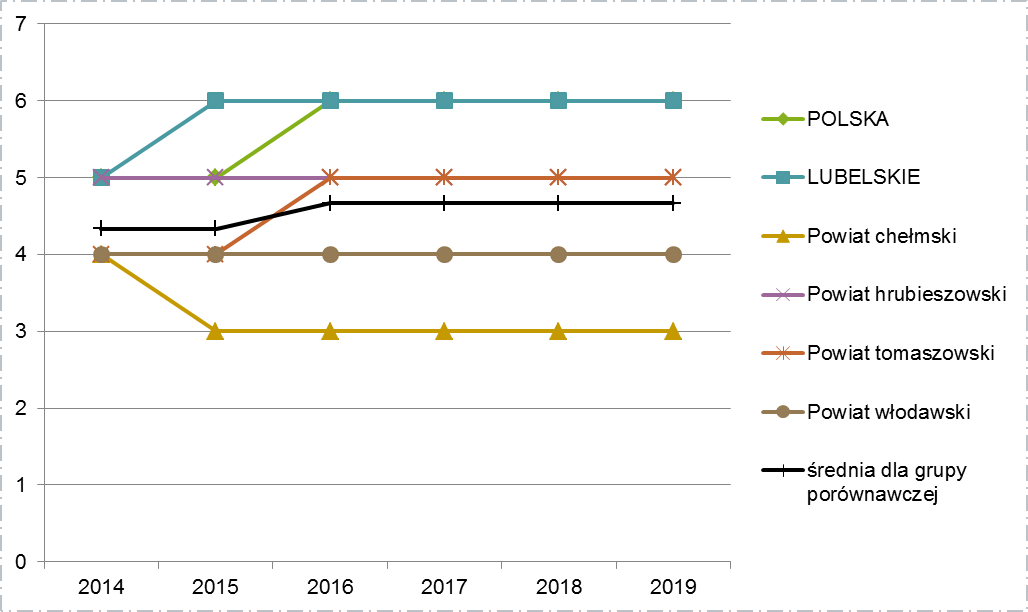 7
6
5
4
3
2
1
0
2014 2015 2016 2017 2018 2019
POLSKA
LUBELSKIE
Powiat chełmski
Powiat hrubieszowski
Powiat tomaszowski
Powiat włodawski
średnia dla grupy
porównawczej